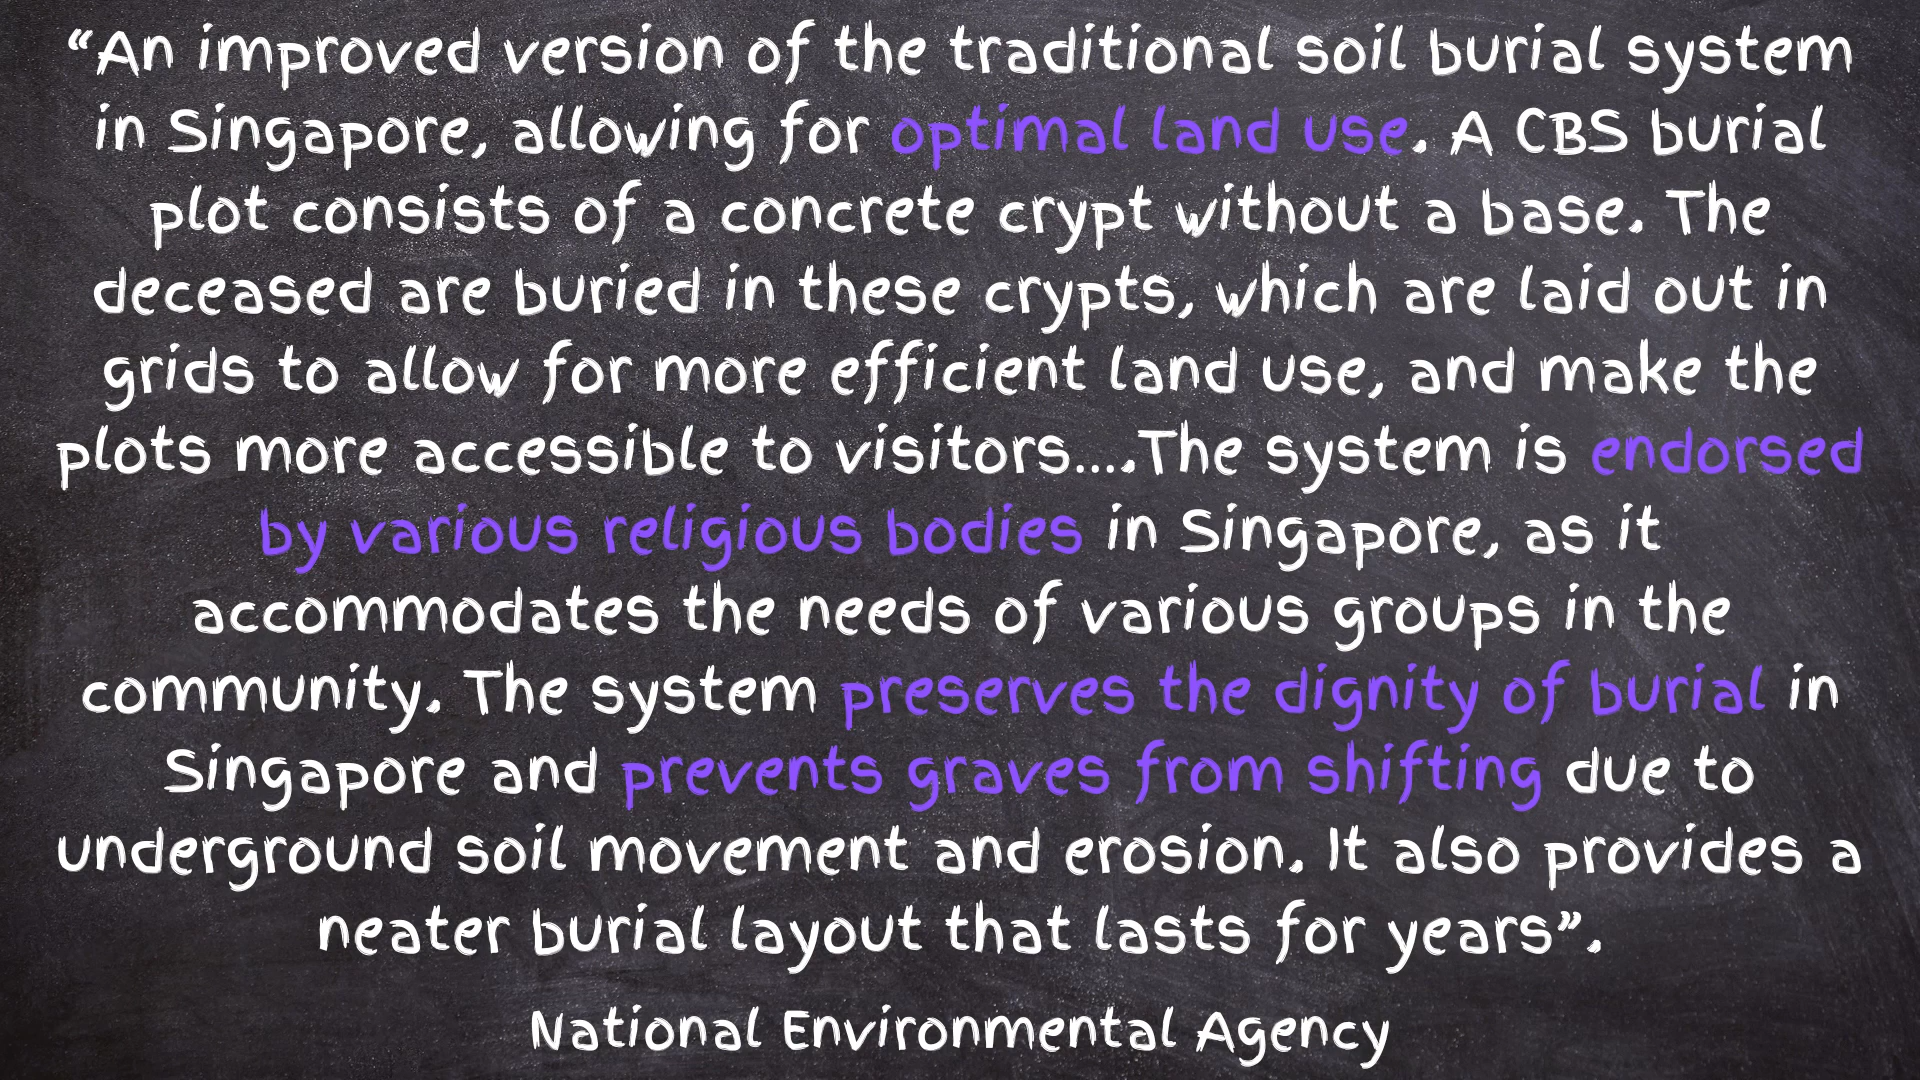 “An improved version of the traditional soil burial system
in Singapore, allowing for optimal land use. A CBS burial
plot consists of a concrete crypt without a base. The
deceased are buried in these crypts, which are laid out in
grids to allow for more efficient land use, and make the
plots more accessible to visitors....The system is endorsed
by various religious bodies in Singapore, as it
accommodates the needs of various groups in the
community. The system preserves the dignity of burial in
Singapore and prevents graves from shifting due to
underground soil movement and erosion. It also provides a
neater burial layout that lasts for years”.
National Environmental Agency